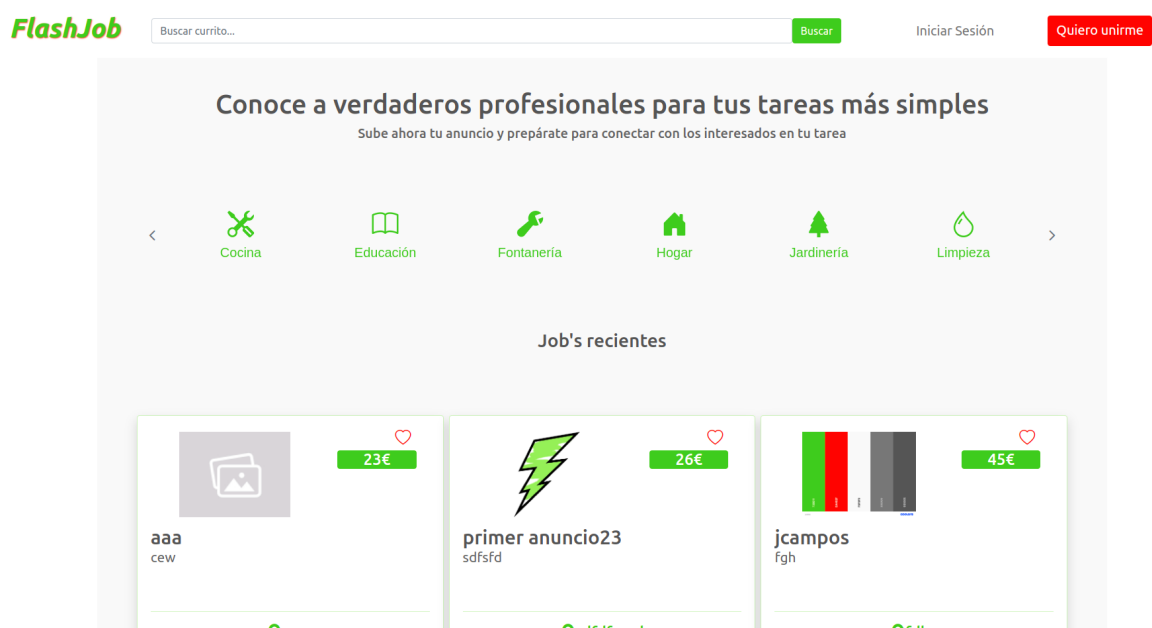 FlashJob
Buscar currito...
Buscar
Iniciar Sesión
Quiero unirme
Conoce a verdaderos profesionales para tus tareas más simples
Sube ahora tu anuncio y prepárate para conectar con los interesados en tu tarea
Cocina
Educación
Fontanería
Hogar
Jardinería
Limpieza
Job's recientes
23€
26€
45€
aaa
primer anuncio23
jcampos
cew
sdfsfd
fgh